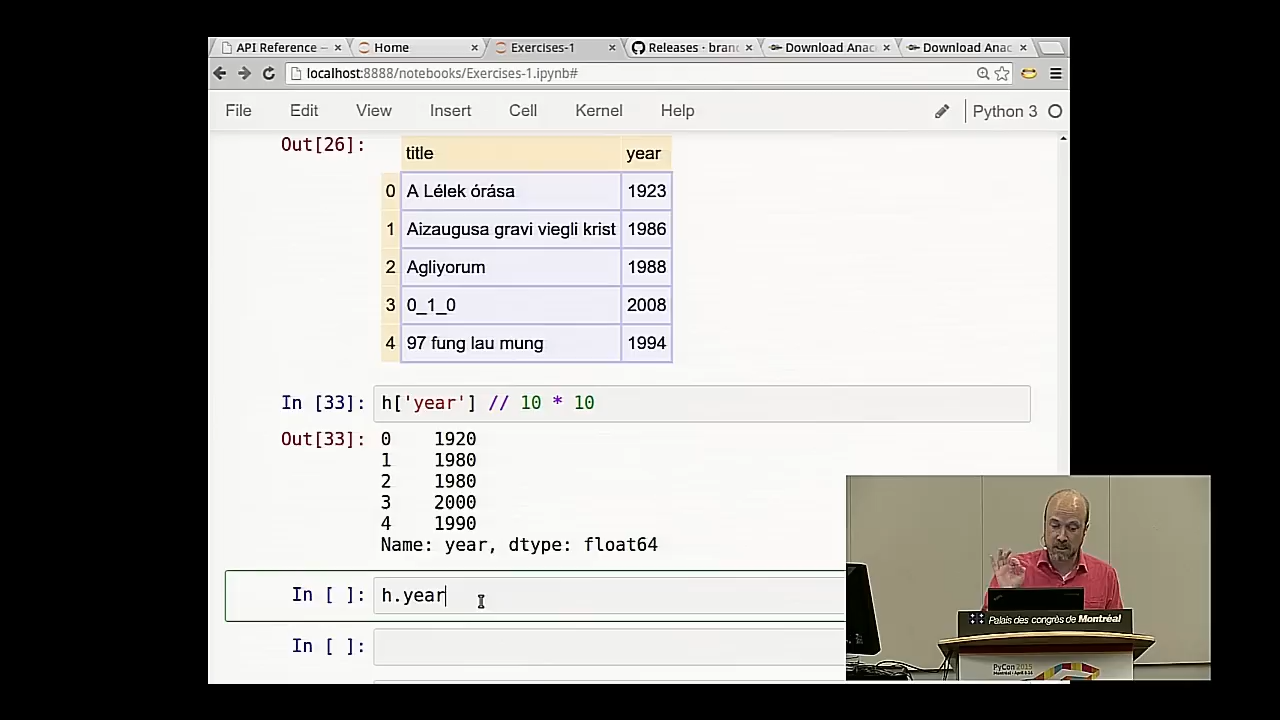 API Reference —
Home
Exercises-1
Releases · bran
Download Anac
Download Anac
localhost:8888/notebooks/Exercises-1.ipynb#
File Edit View Insert Cell Kernel Help
Python 3
Out[26]:
title year
0 A Lélek órása 1923
1 Aizaugusa gravi viegli krist 1986
2 Agliyorum 1988
3 0_1_0 2008
4 97 fung lau mung 1994
In [33]: h['year'] // 10 * 10
Out[33]: 0 1920
1 1980
2 1980
3 2000
4 1990
Name: year, dtype: float64
In [ ]: h.year
In [ ]:
Palais des congrès de Montréal
PyCon 2015